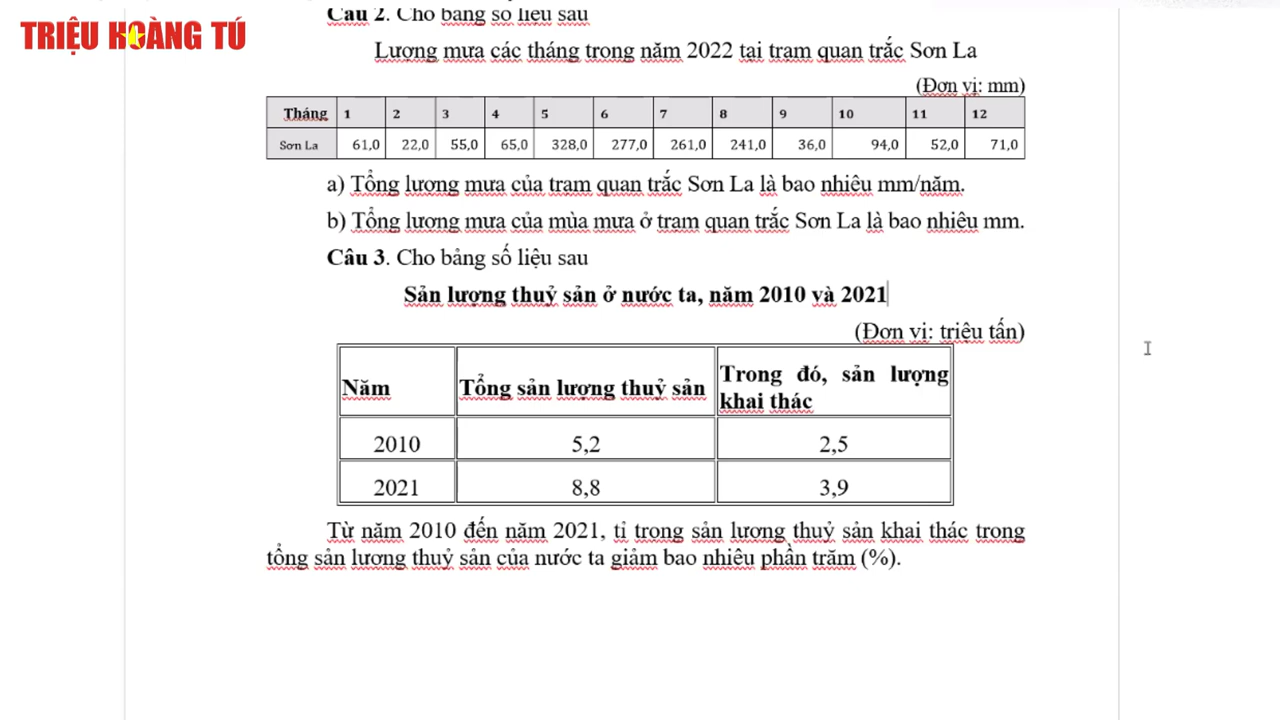 TRIỆU HOÀNG TÚ
Câu 2. Cho bảng số liệu sau
Lượng mưa các tháng trong năm 2022 tại trạm quan trắc Sơn La
(Đơn vị: mm)
Tháng 1 2 3 4 5 6 7 8 9 10 11 12
Sơn La 61,0 22,0 55,0 65,0 328,0 277,0 261,0 241,0 36,0 94,0 52,0 71,0
a) Tổng lượng mưa của trạm quan trắc Sơn La là bao nhiêu mm/năm.
b) Tổng lượng mưa của mùa mưa ở trạm quan trắc Sơn La là bao nhiêu mm.
Câu 3. Cho bảng số liệu sau
Sản lượng thuỷ sản ở nước ta, năm 2010 và 2021
(Đơn vị: triệu tấn)
Năm Tổng sản lượng thuỷ sản Trong đó, sản lượng
khai thác
2010 5,2 2,5
2021 8,8 3,9
Từ năm 2010 đến năm 2021, tỉ trọng sản lượng thuỷ sản khai thác trong
tổng sản lượng thuỷ sản của nước ta giảm bao nhiêu phần trăm (%).